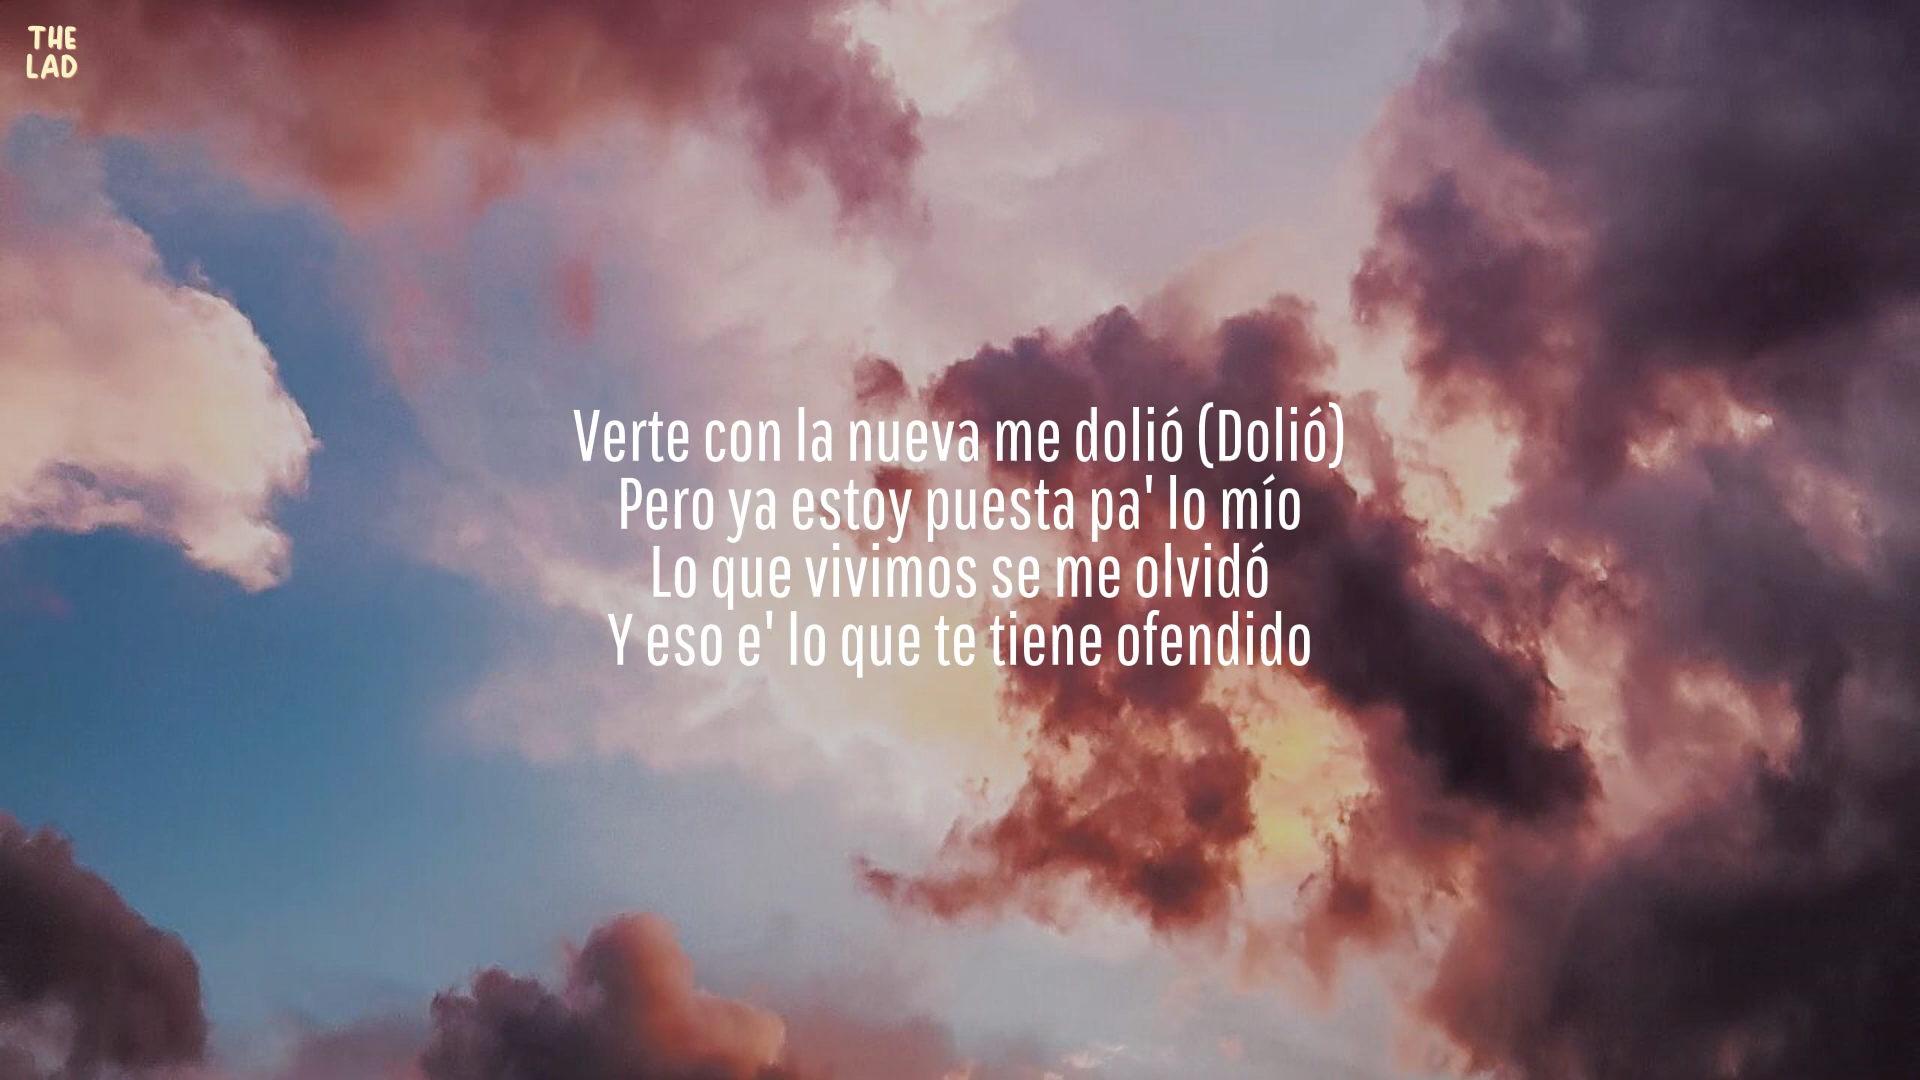 THE
LAD
Verte con la nueva me dolió (Dolió)
Pero ya estoy puesta pa' lo mío
Lo que vivimos se me olvidó
Y eso e' lo que te tiene ofendido